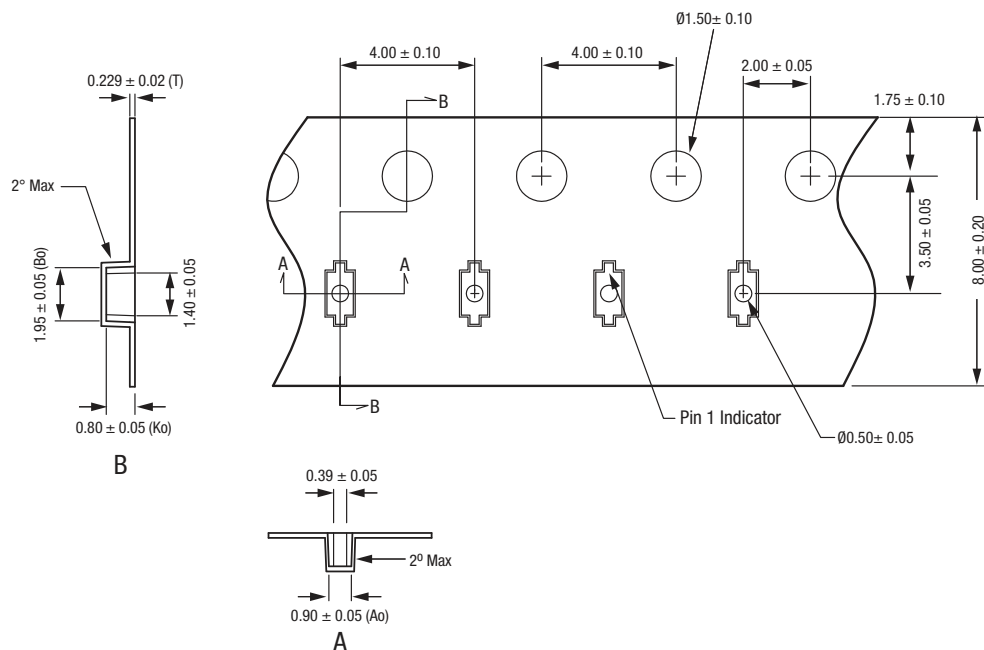 Ø1.50± 0.10
4.00 ± 0.10
4.00 ± 0.10
2.00 ± 0.05
0.229 ± 0.02 (T)
1.75 ± 0.10
B
2° Max
3.50 ± 0.05
8.00 ± 0.20
1.95 ± 0.05 (Bo)
1.40 ± 0.05
A
A
B
Pin 1 Indicator
Ø0.50± 0.05
0.80 ± 0.05 (Ko)
B
0.39 ± 0.05
2º Max
0.90 ± 0.05 (Ao)
A